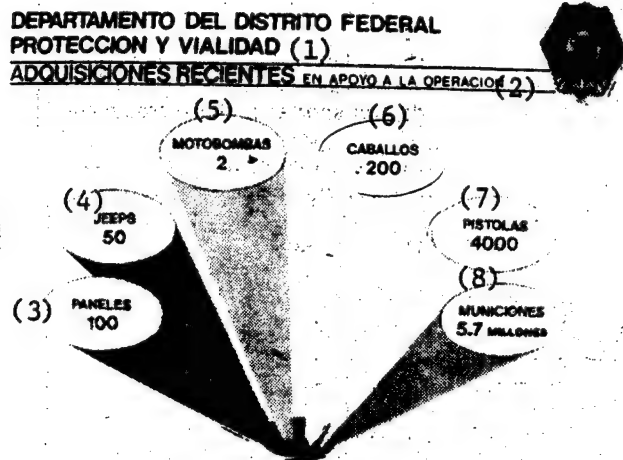 DEPARTAMENTO DEL DISTRITO FEDERAL
PROTECCION Y VIALIDAD (1)
ADQUISICIONES RECIENTES EN APOYO A LA OPERACION (2)
(5)
MOTOBOMBAS
2
(6)
CABALLOS
200
(4)
JEEPS
50
(7)
PISTOLAS
4000
(3)
PANELES
100
(8)
MUNICIONES
5.7 MILLONES